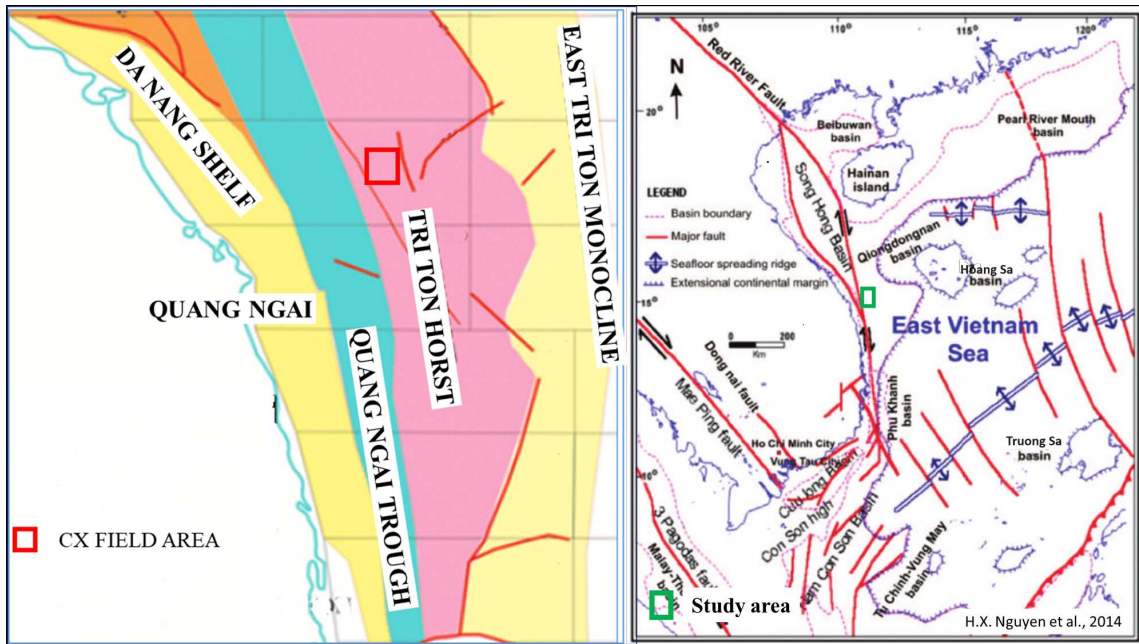 DA NANG SHELF
EAST TRI TON MONOCLINE
TRI TON HORST
QUANG NGAI
QUANG NGAI TROUGH
CX FIELD AREA
105°
110°
115°
120°
Red River Fault
N
20°
Beibuwan
basin
Pearl River Mouth
basin
Hainan
island
LEGEND
Basin boundary
Major fault
Seafloor spreading ridge
Extensional continental margin
Song Hong Basin
Qiongdongnan
basin
Hoang Sa
basin
15°
0
200
Km
East Vietnam
Sea
Dong nai fault
Mae Ping fault
Phu Khanh
basin
Ho Chi Minh City
Vung Tau City
Truong Sa
basin
10°
Cuu long Basin
Con Son high
Nam Con Son Basin
3 Pagodas fault
Tu Chinh-Vung May
basin
Study area
H.X. Nguyen et al., 2014